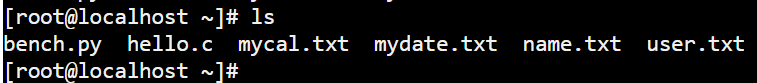 [root@localhost ~]# ls
bench.py  hello.c  mycal.txt  mydate.txt  name.txt  user.txt
[root@localhost ~]#